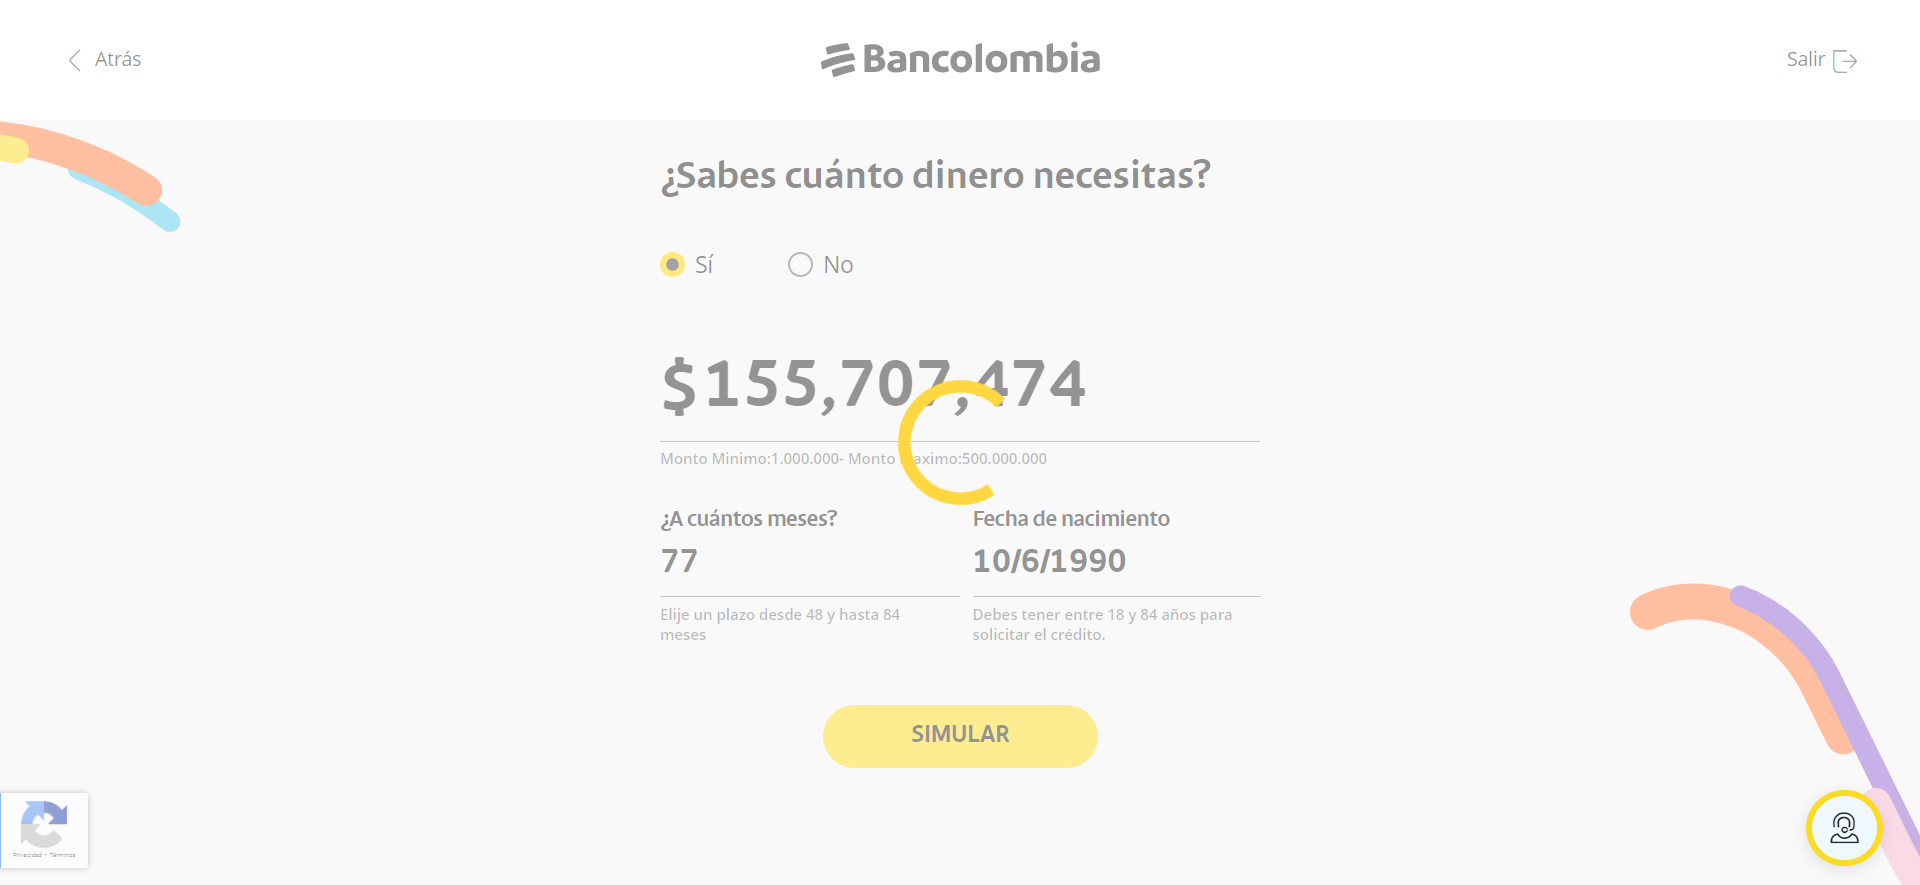 Atrás
Bancolombia
Salir
¿Sabes cuánto dinero necesitas?
Sí
No
$155,707,474
Monto Minimo:1.000.000- Monto Maximo:500.000.000
¿A cuántos meses?
77
Elije un plazo desde 48 y hasta 84
meses
Fecha de nacimiento
10/6/1990
Debes tener entre 18 y 84 años para
solicitar el crédito.
SIMULAR
Privacidad - Términos